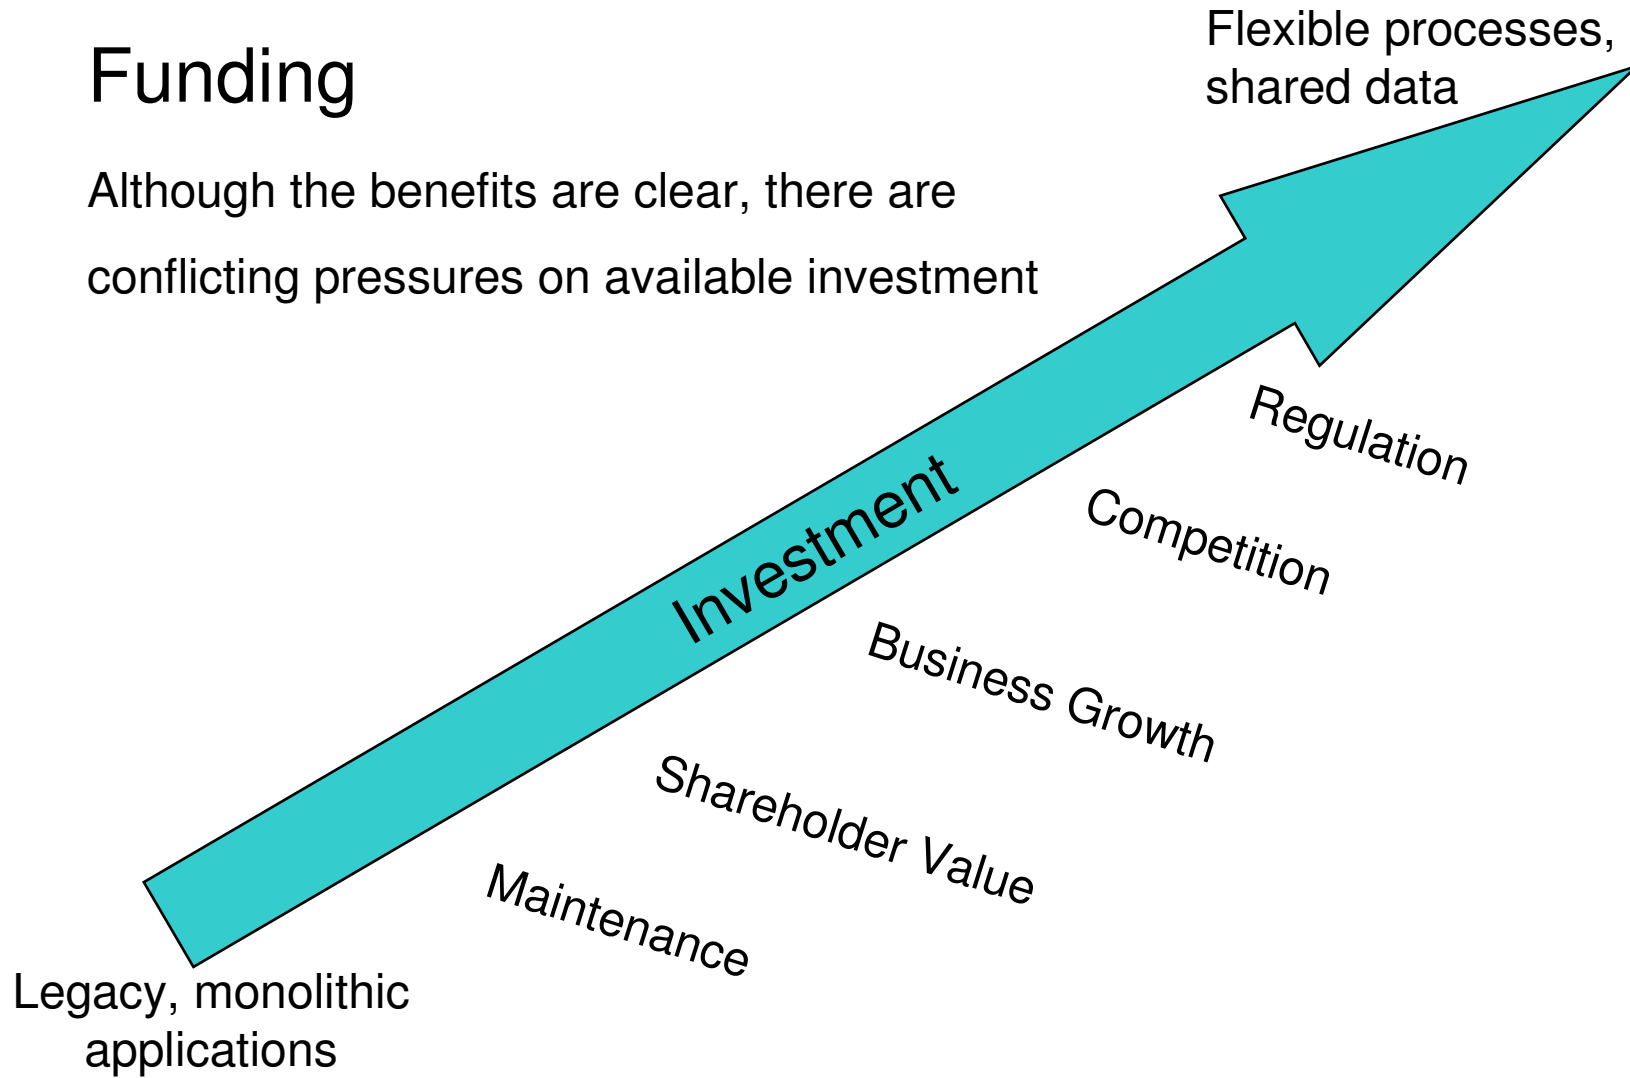 Funding
Flexible processes,
shared data
Although the benefits are clear, there are
conflicting pressures on available investment
Investment
Regulation
Competition
Business Growth
Shareholder Value
Maintenance
Legacy, monolithic
applications